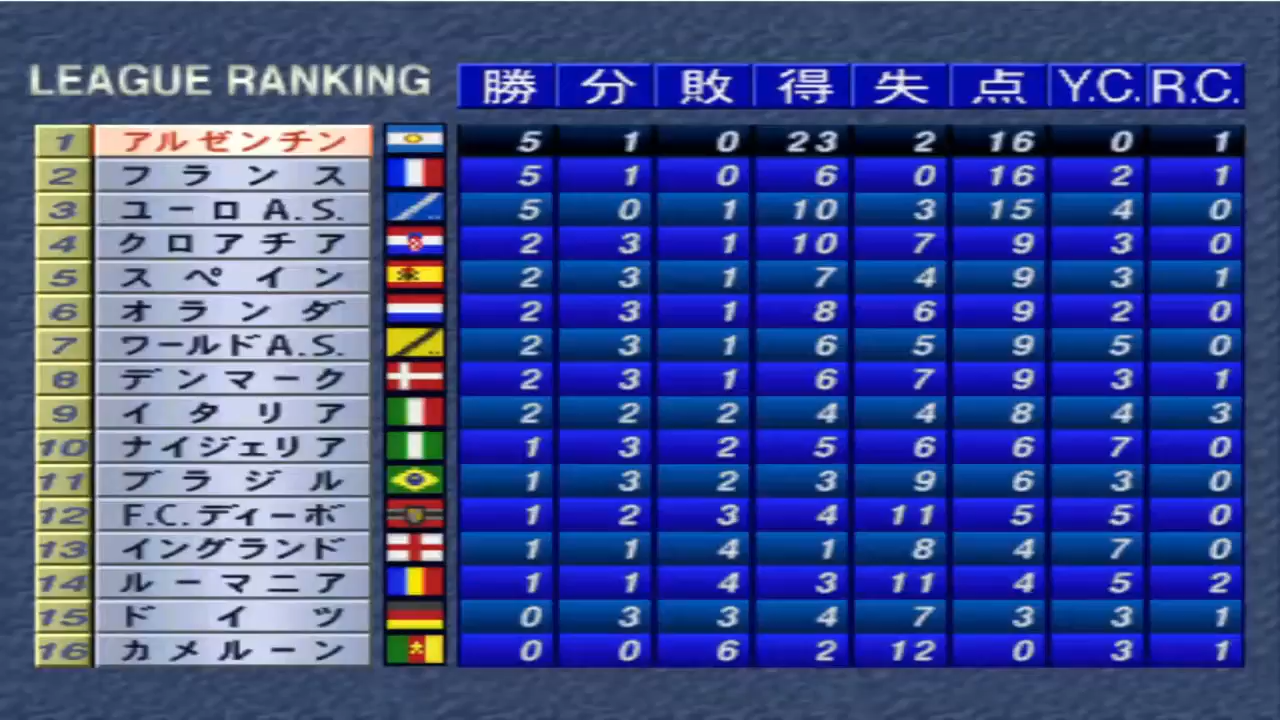 LEAGUE RANKING 勝 分 敗 得 失 点 Y.C. R.C.
1 アルゼンチン 5 1 0 23 2 16 0 1
2 フランス 5 1 0 6 0 16 2 1
3 ユーロA.S. 5 0 1 10 3 15 4 0
4 クロアチア 2 3 1 10 7 9 3 0
5 スペイン 2 3 1 7 4 9 3 1
6 オランダ 2 3 1 8 6 9 2 0
7 ワールドA.S. 2 3 1 6 5 9 5 0
8 デンマーク 2 3 1 6 7 9 3 1
9 イタリア 2 2 2 4 4 8 4 3
10 ナイジェリア 1 3 2 5 6 6 7 0
11 ブラジル 1 3 2 3 9 6 3 0
12 F.C.ディーボ 1 2 3 4 11 5 5 0
13 イングランド 1 1 4 1 8 4 7 0
14 ルーマニア 1 1 4 3 11 4 5 2
15 ドイツ 0 3 3 4 7 3 3 1
16 カメルーン 0 0 6 2 12 0 3 1